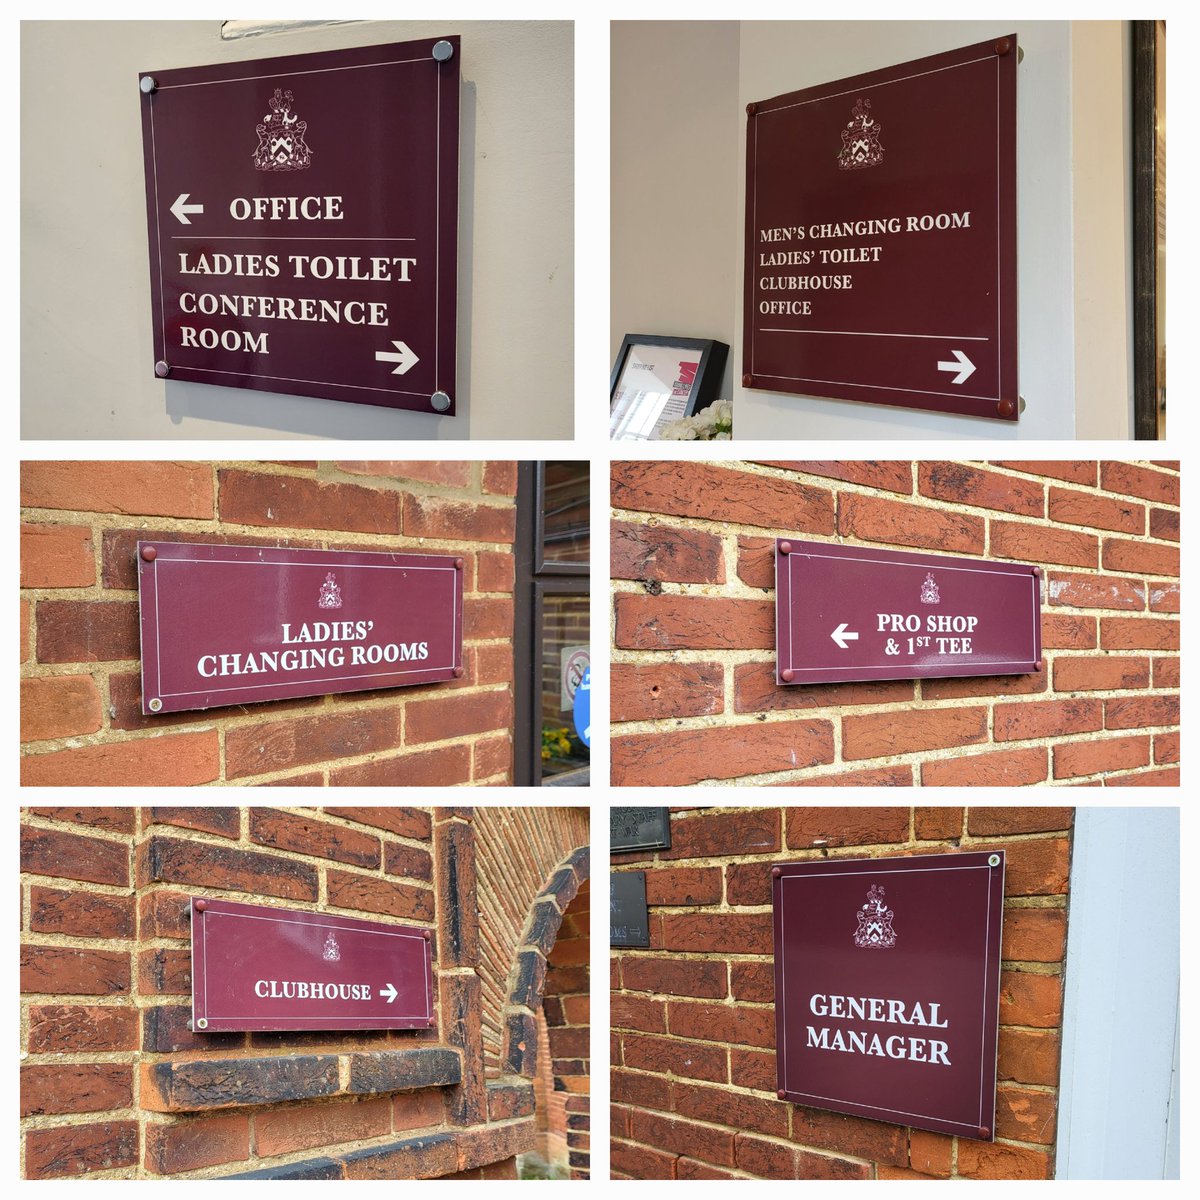 OFFICE
LADIES TOILET
CONFERENCE
ROOM
MEN'S CHANGING ROOM
LADIES' TOILET
CLUBHOUSE
OFFICE
LADIES'
CHANGING ROOMS
PRO SHOP
& 1ST TEE
CLUBHOUSE
GENERAL
MANAGER